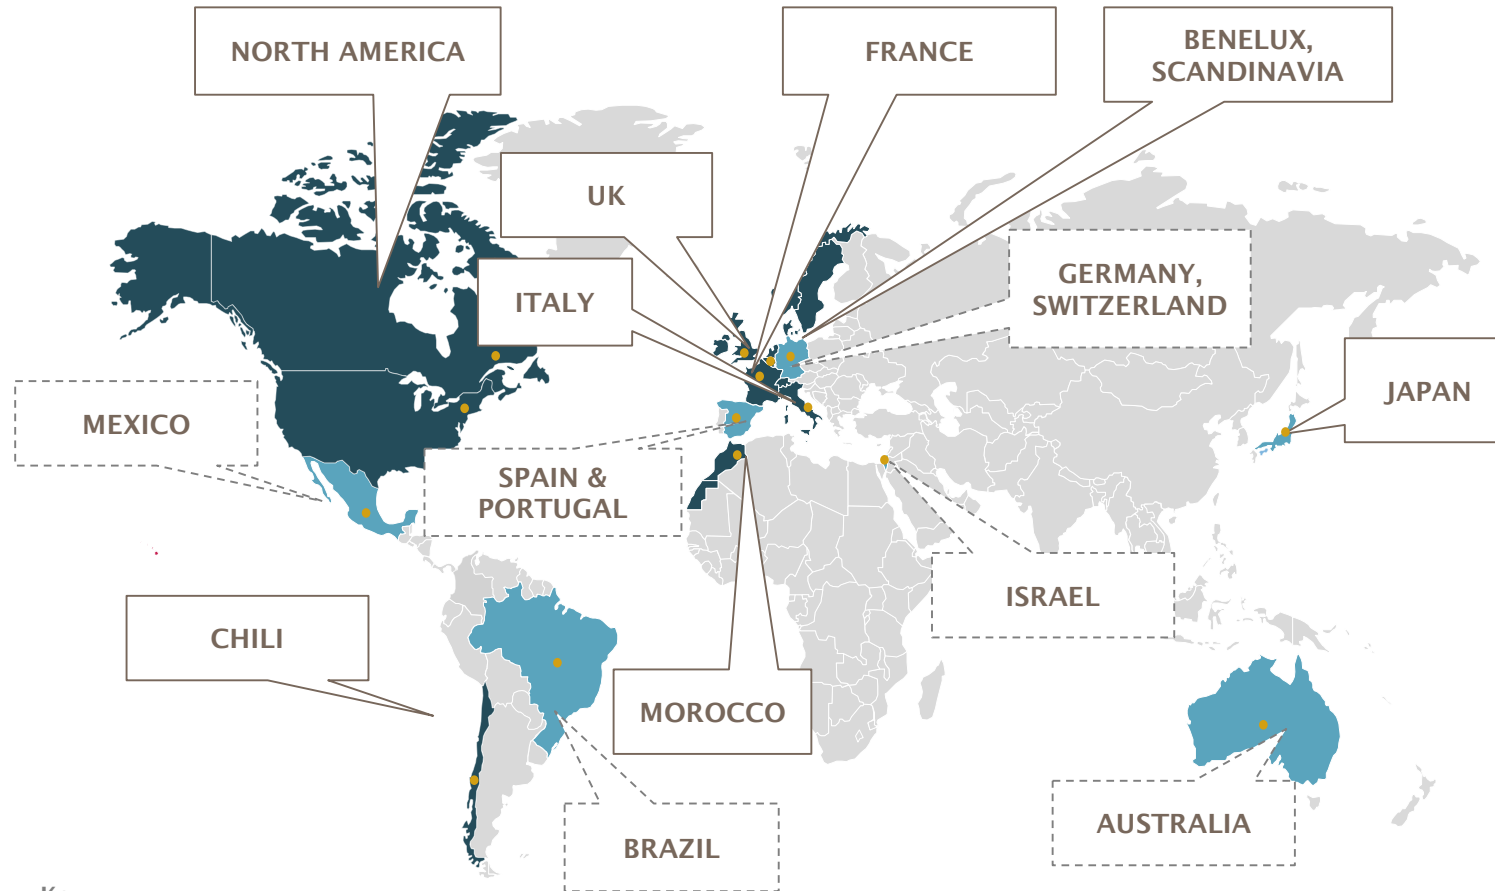 NORTH AMERICA
FRANCE
BENELUX,
SCANDINAVIA
UK
ITALY
GERMANY,
SWITZERLAND
JAPAN
MEXICO
SPAIN &
PORTUGAL
ISRAEL
CHILI
MOROCCO
BRAZIL
AUSTRALIA